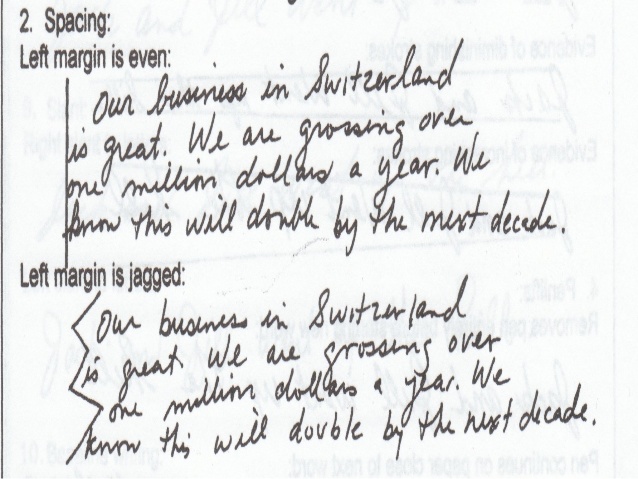 2. Spacing:
Left margin is even:
Our business in Switzerland
is great. We are grossing over
one million dollars a year. We
know this will double by the next decade.
Left margin is jagged:
Our business in Switzerland
is great. We are grossing over
one million dollars a year. We
know this will double by the next decade.